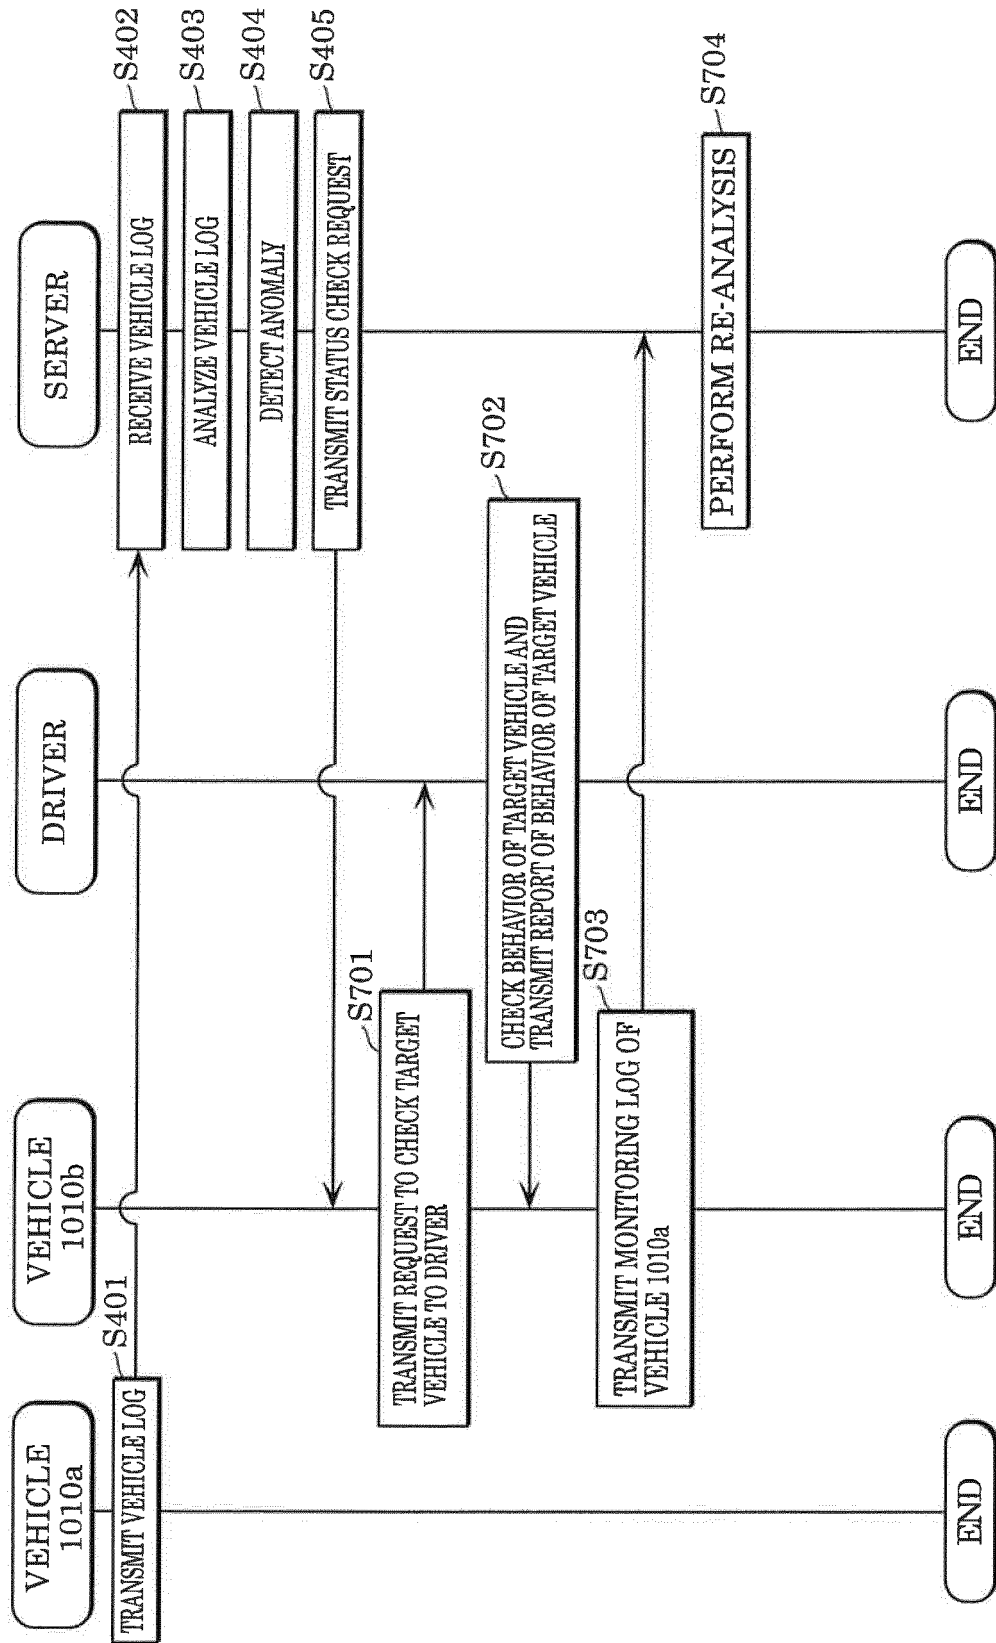 VEHICLE
1010a
VEHICLE
1010b
DRIVER
SERVER
S401
TRANSMIT VEHICLE LOG
S402
RECEIVE VEHICLE LOG
S403
ANALYZE VEHICLE LOG
S404
DETECT ANOMALY
S405
TRANSMIT STATUS CHECK REQUEST
S701
TRANSMIT REQUEST TO CHECK TARGET
VEHICLE TO DRIVER
S702
CHECK BEHAVIOR OF TARGET VEHICLE AND
TRANSMIT REPORT OF BEHAVIOR OF TARGET VEHICLE
S703
TRANSMIT MONITORING LOG OF
VEHICLE 1010a
S704
PERFORM RE-ANALYSIS
END
END
END
END